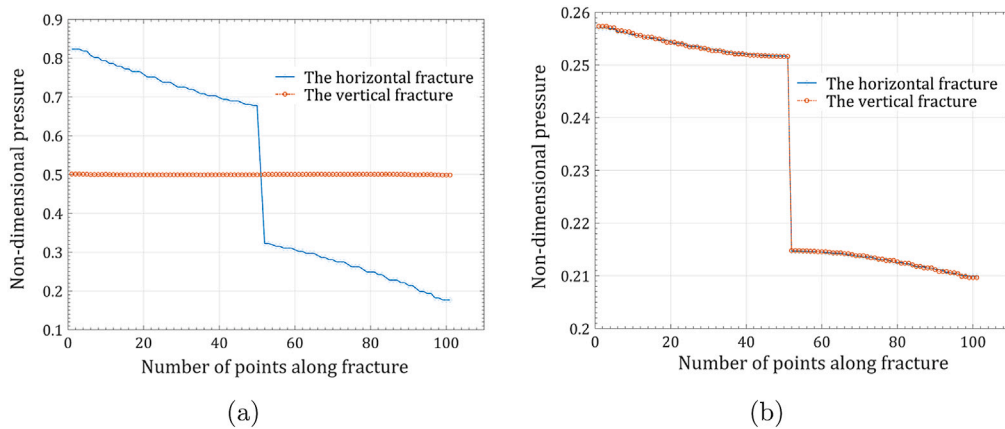 0.9
0.8
0.7
0.6
0.5
0.4
0.3
0.2
0.1
Non-dimensional pressure
The horizontal fracture
The vertical fracture
0 20 40 60 80 100
Number of points along fracture
(a)
0.26
0.25
0.24
0.23
0.22
0.21
0.2
Non-dimensional pressure
The horizontal fracture
The vertical fracture
0 20 40 60 80 100
Number of points along fracture
(b)